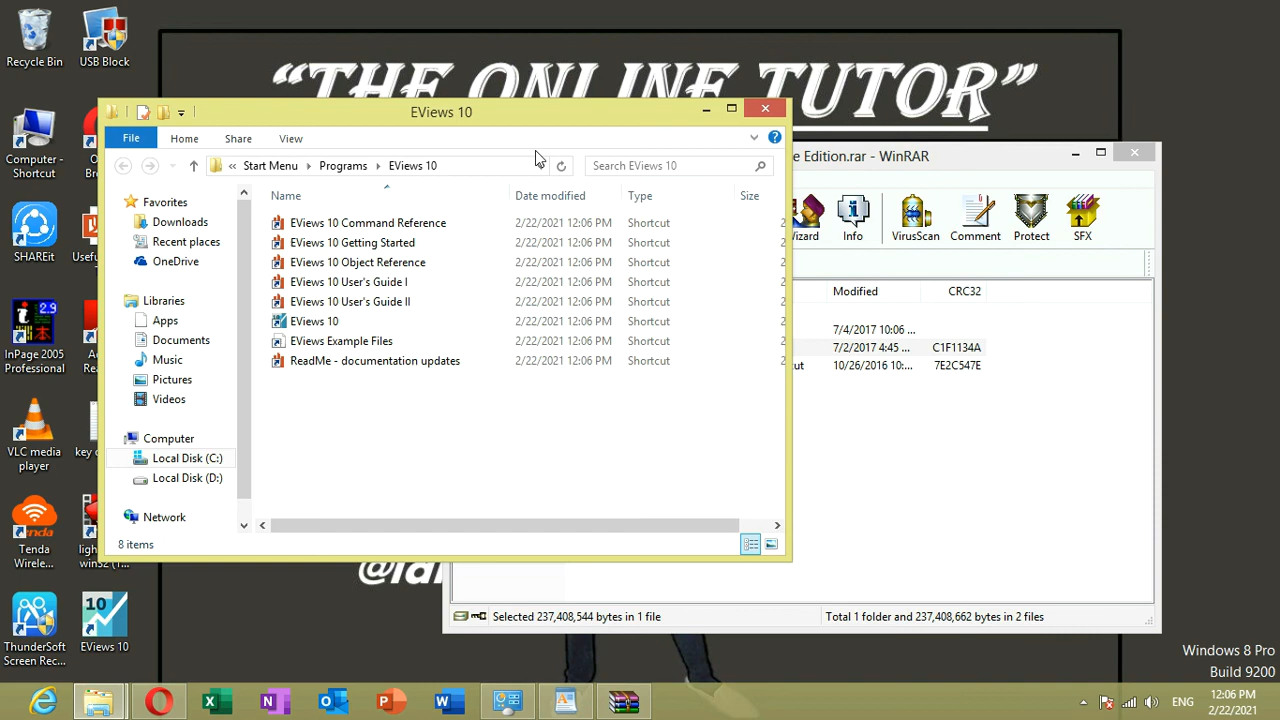 "THE ONLINE TUTOR"
Recycle Bin
USB Block
Computer -
Shortcut
SHAREit
InPage 2005
Professional
VLC media
player
key
Tenda
Wirele...
ThunderSoft
Screen Rec...
10
EViews 10
2.9
EViews 10
File
Home
Share
View
« Start Menu Programs EViews 10
Search EViews 10
Name Date modified Type Size
Favorites
Downloads
Recent places
OneDrive
Libraries
Apps
Documents
Music
Pictures
Videos
Computer
Local Disk (C:)
Local Disk (D:)
Network
EViews 10 Command Reference 2/22/2021 12:06 PM Shortcut
EViews 10 Getting Started 2/22/2021 12:06 PM Shortcut
EViews 10 Object Reference 2/22/2021 12:06 PM Shortcut
EViews 10 User's Guide I 2/22/2021 12:06 PM Shortcut
EViews 10 User's Guide II 2/22/2021 12:06 PM Shortcut
EViews 10 2/22/2021 12:06 PM Shortcut
EViews Example Files 2/22/2021 12:06 PM Shortcut
ReadMe - documentation updates 2/22/2021 12:06 PM Shortcut
8 items
e Edition.rar - WinRAR
izard Info VirusScan Comment Protect SFX
Modified CRC32
7/4/2017 10:06 ...
7/2/2017 4:45 ... C1F1134A
cut 10/26/2016 10:... 7E2C547E
Selected 237,408,544 bytes in 1 file
Total 1 folder and 237,408,662 bytes in 2 files
Windows 8 Pro
Build 9200
ENG
12:06 PM
2/22/2021